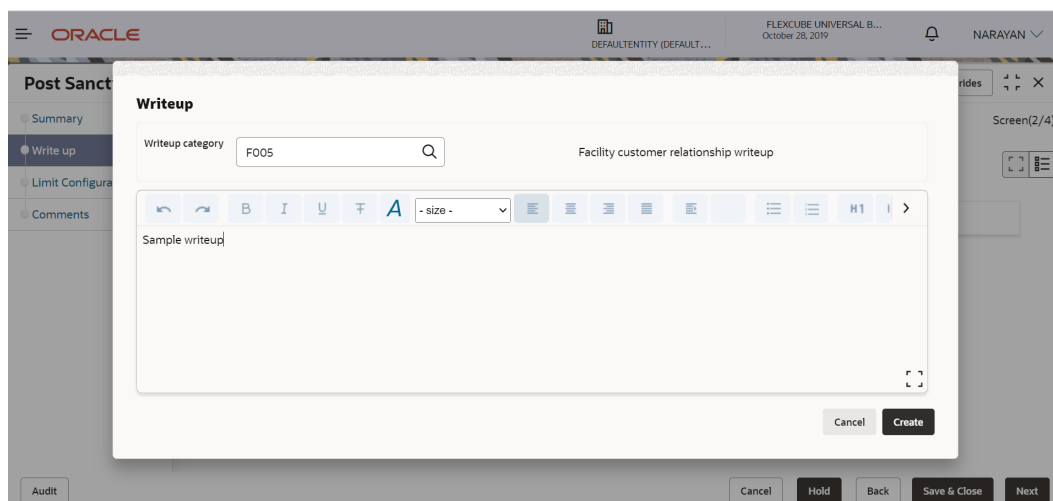 ORACLE
DEFAULTENTITY (DEFAULT...
FLEXCUBE UNIVERSAL B...
October 28, 2019
NARAYAN
Post Sanct
rides
Screen(2/4)
Summary
Write up
Limit Configura
Comments
Writeup
Writeup category
F005
Facility customer relationship writeup
B I U T A - size - H1
Sample writeup
Cancel Create
Audit
Cancel Hold Back Save & Close Next